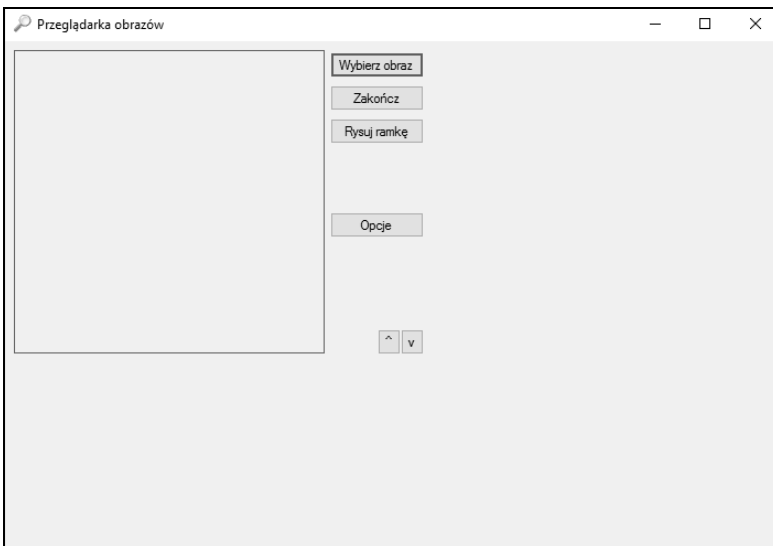 Przeglądarka obrazów
Wybierz obraz
Zakończ
Rysuj ramkę
Opcje
^ v